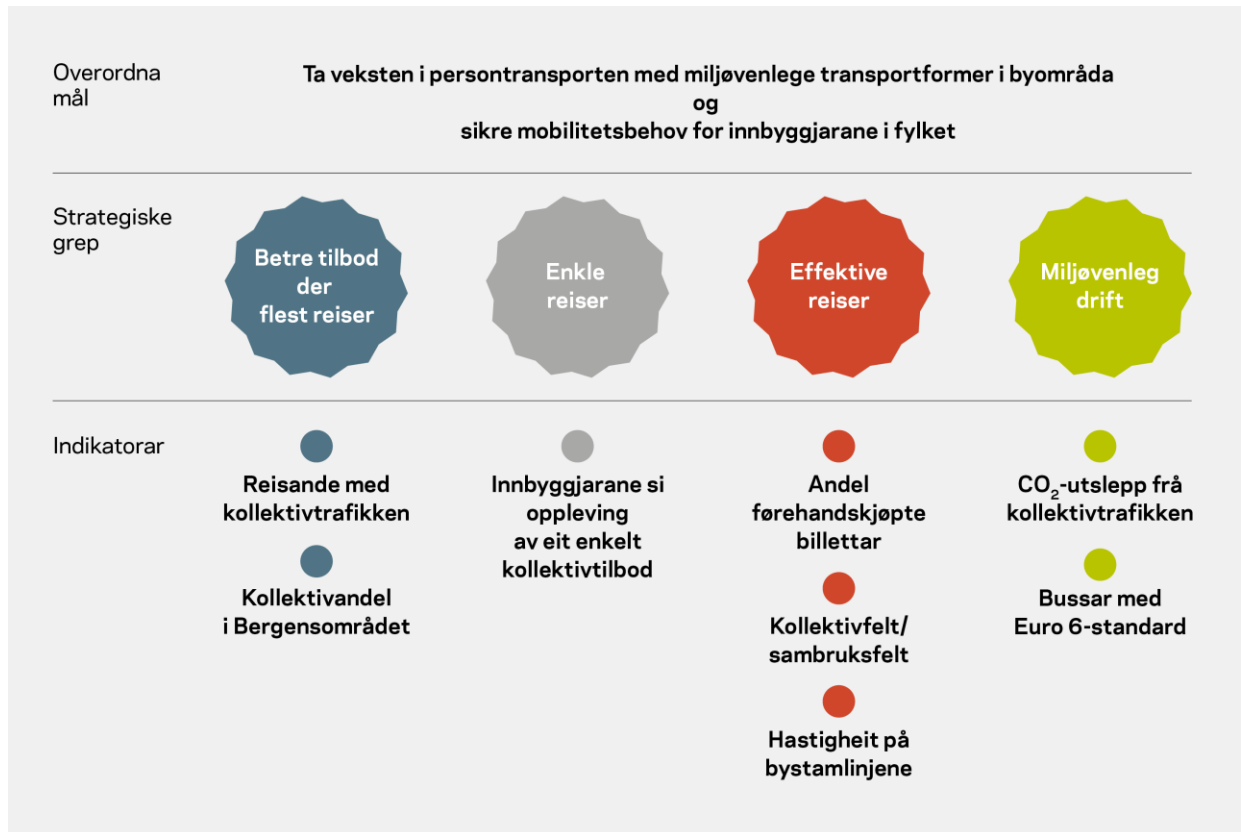 Overordna
mål
Ta veksten i persontransporten med miljøvenlege transportformer i byområda
og
sikre mobilitetsbehov for innbyggjarane i fylket
Strategiske
grep
Betre tilbod
der
flest reiser
Enkle
reiser
Effektive
reiser
Miljøvenleg
drift
Indikatorar
Reisande med
kollektivtrafikken
Kollektivandel
i Bergensområdet
Innbyggjarane si
oppleving
av eit enkelt
kollektivtilbod
Andel
førehandskjøpte
billettar
Kollektivfelt/
sambruksfelt
Hastigheit på
bystamlinjene
CO₂-utslepp frå
kollektivtrafikken
Bussar med
Euro 6-standard